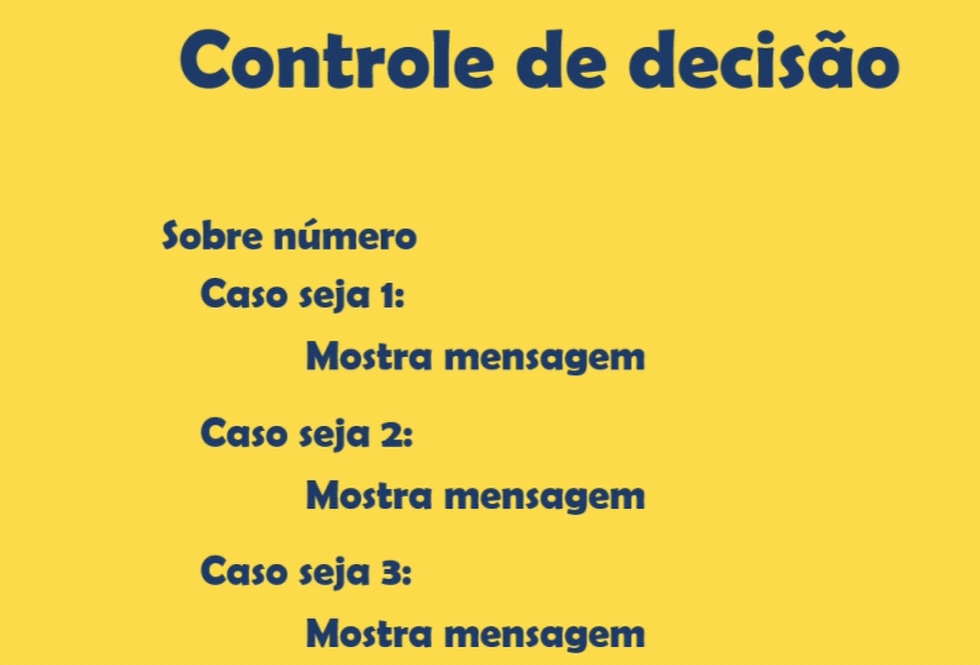 Controle de decisão
Sobre número
Caso seja 1:
Mostra mensagem
Caso seja 2:
Mostra mensagem
Caso seja 3:
Mostra mensagem